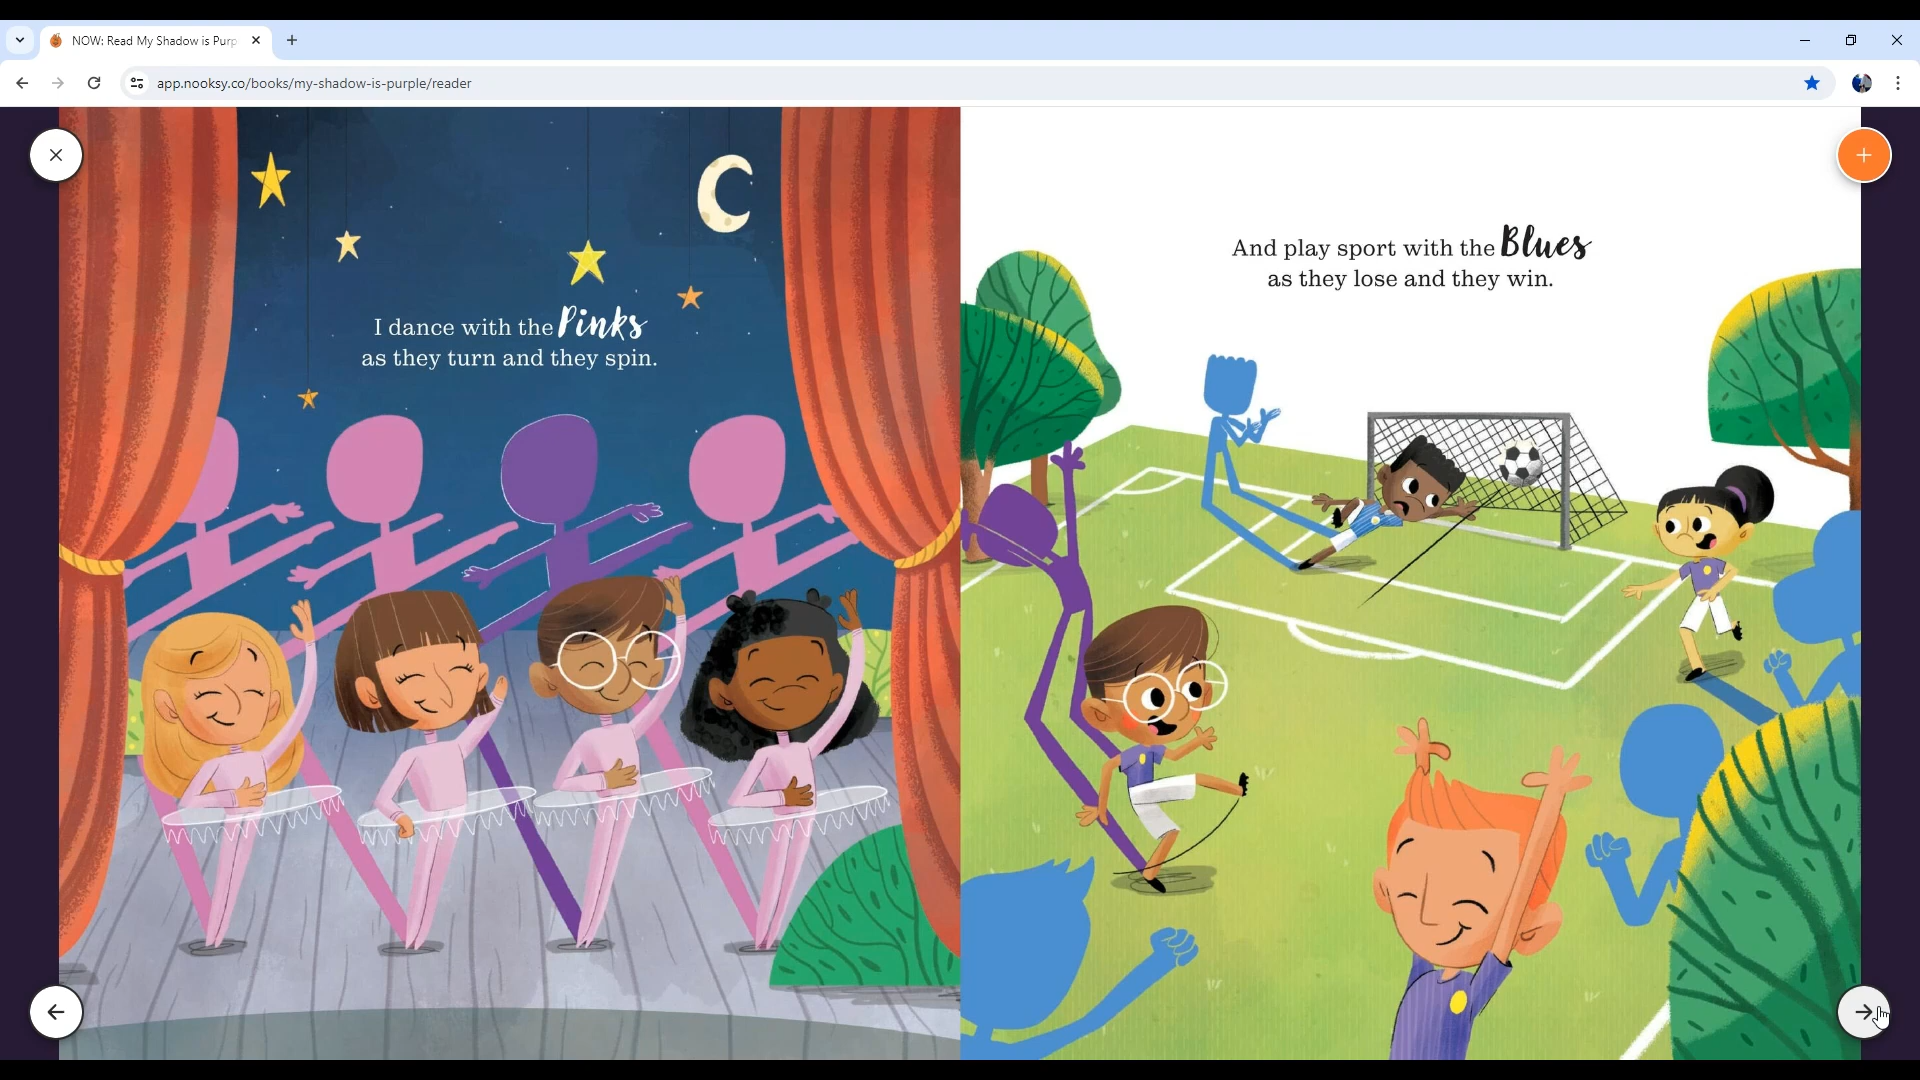 NOW: Read My Shadow is Purp
app.nooksy.co/books/my-shadow-is-purple/reader
I dance with the Pinks
as they turn and they spin.
And play sport with the Blues
as they lose and they win.